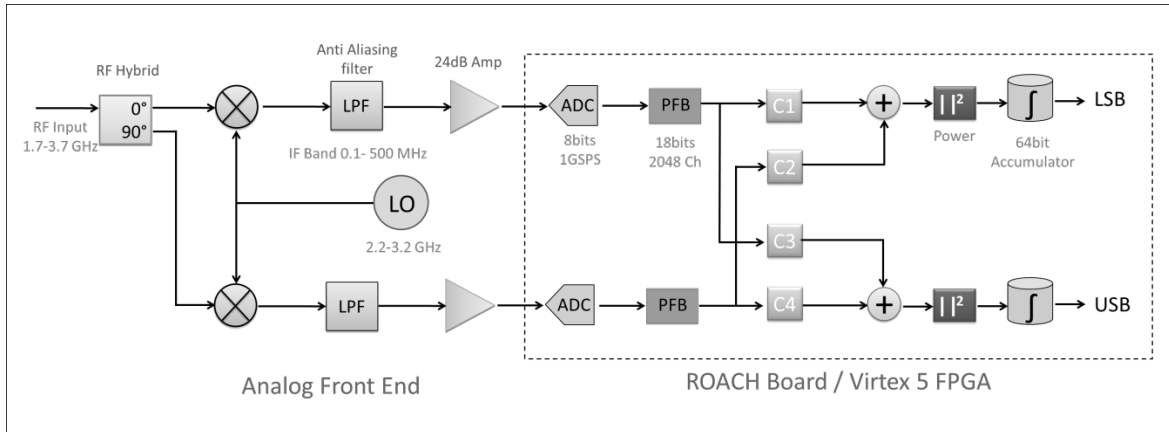 RF Hybrid
0°
90°
RF Input
1.7-3.7 GHz
Anti Aliasing
filter
LPF
IF Band 0.1- 500 MHz
24dB Amp
LO
2.2-3.2 GHz
LPF
Analog Front End
ADC
8bits
1GSPS
PFB
18bits
2048 Ch
C1
C2
C3
C4
+
| |²
Power
∫
64bit
Accumulator
LSB
ADC
PFB
+
| |²
∫
USB
ROACH Board / Virtex 5 FPGA